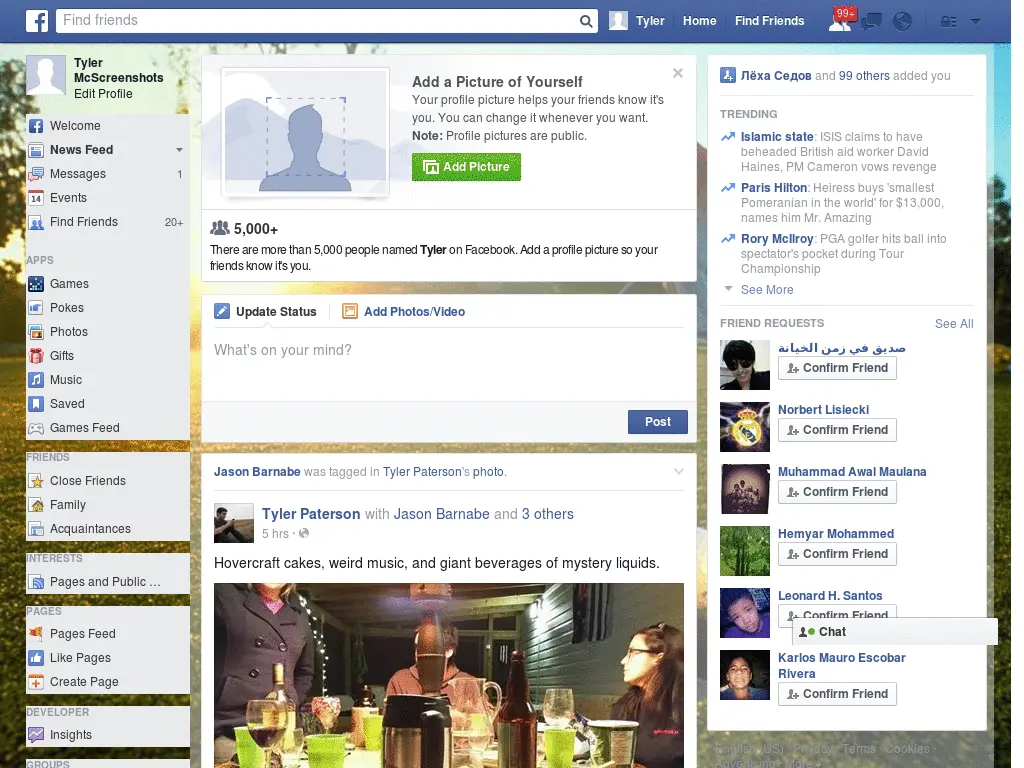 Find friends
Tyler
Home
Find Friends
99+
Tyler
McScreenshots
Edit Profile
Welcome
News Feed
Messages 1
14 Events
Find Friends 20+
APPS
Games
Pokes
Photos
Gifts
Music
Saved
Games Feed
FRIENDS
Close Friends
Family
Acquaintances
INTERESTS
Pages and Public ...
PAGES
Pages Feed
Like Pages
Create Page
DEVELOPER
Insights
GROUPS
Add a Picture of Yourself
Your profile picture helps your friends know it's
you. You can change it whenever you want.
Note: Profile pictures are public.
Add Picture
5,000+
There are more than 5,000 people named Tyler on Facebook. Add a profile picture so your
friends know it's you.
Update Status
Add Photos/Video
What's on your mind?
Post
Jason Barnabe was tagged in Tyler Paterson's photo.
Tyler Paterson with Jason Barnabe and 3 others
5 hrs ·
Hovercraft cakes, weird music, and giant beverages of mystery liquids.
Лёха Седов and 99 others added you
TRENDING
Islamic state: ISIS claims to have
beheaded British aid worker David
Haines, PM Cameron vows revenge
Paris Hilton: Heiress buys 'smallest
Pomeranian in the world' for $13,000,
names him Mr. Amazing
Rory McIlroy: PGA golfer hits ball into
spectator's pocket during Tour
Championship
See More
FRIEND REQUESTS See All
صديق في زمن الخيانة
Confirm Friend
Norbert Lisiecki
Confirm Friend
Muhammad Awal Maulana
Confirm Friend
Hemyar Mohammed
Confirm Friend
Leonard H. Santos
Confirm Friend
Chat
Karlos Mauro Escobar
Rivera
Confirm Friend
English (US) · Privacy · Terms · Cookies ·
Advertising · More